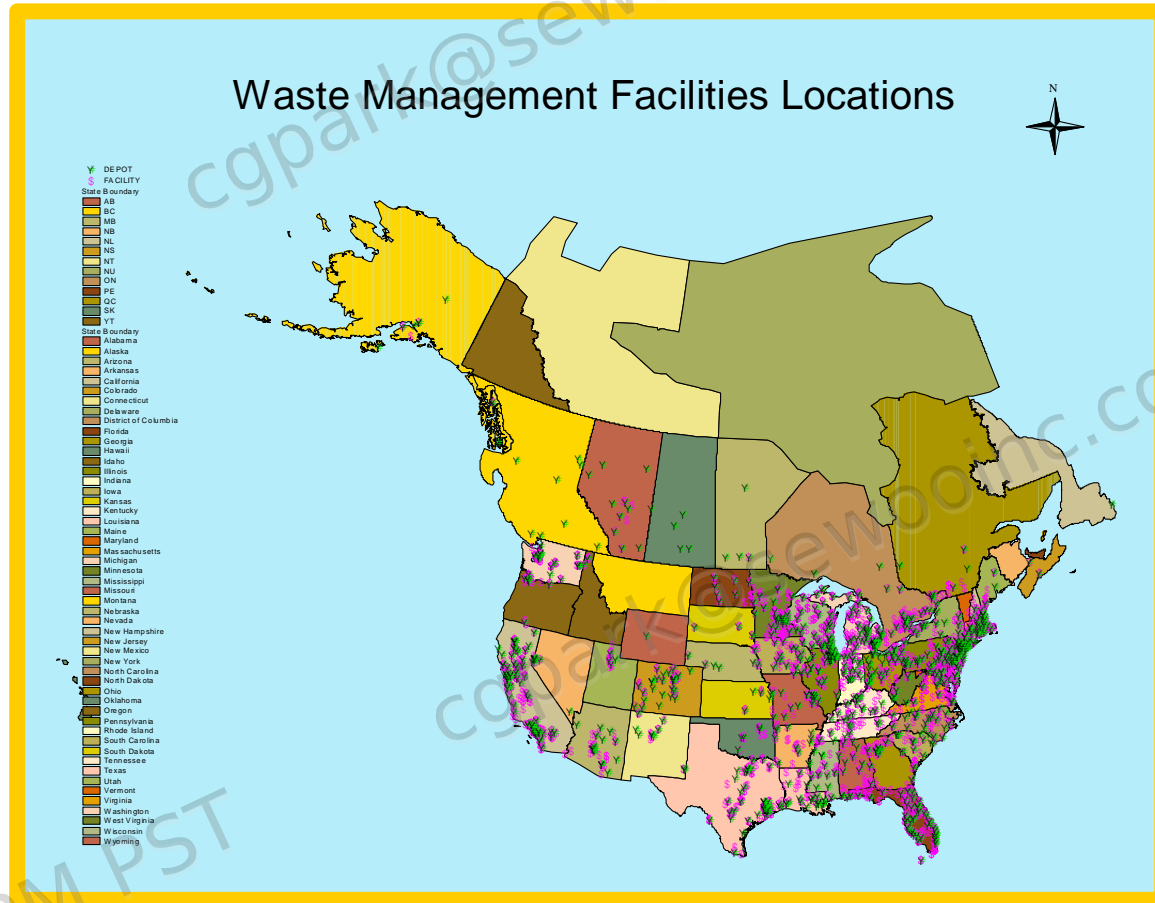 Waste Management Facilities Locations
N
DEPOT
FACILITY
State Boundary
AB
BC
MB
NB
NL
NS
NT
NU
ON
PE
QC
SK
YT
State Boundary
Alabama
Alaska
Arizona
Arkansas
California
Colorado
Connecticut
Delaware
District of Columbia
Florida
Georgia
Hawaii
Idaho
Illinois
Indiana
Iowa
Kansas
Kentucky
Louisiana
Maine
Maryland
Massachusetts
Michigan
Minnesota
Mississippi
Missouri
Montana
Nebraska
Nevada
New Hampshire
New Jersey
New Mexico
New York
North Carolina
North Dakota
Ohio
Oklahoma
Oregon
Pennsylvania
Rhode Island
South Carolina
South Dakota
Tennessee
Texas
Utah
Vermont
Virginia
Washington
West Virginia
Wisconsin
Wyoming
cgpark@sew
cgpark@sewooinc.co
OM PST